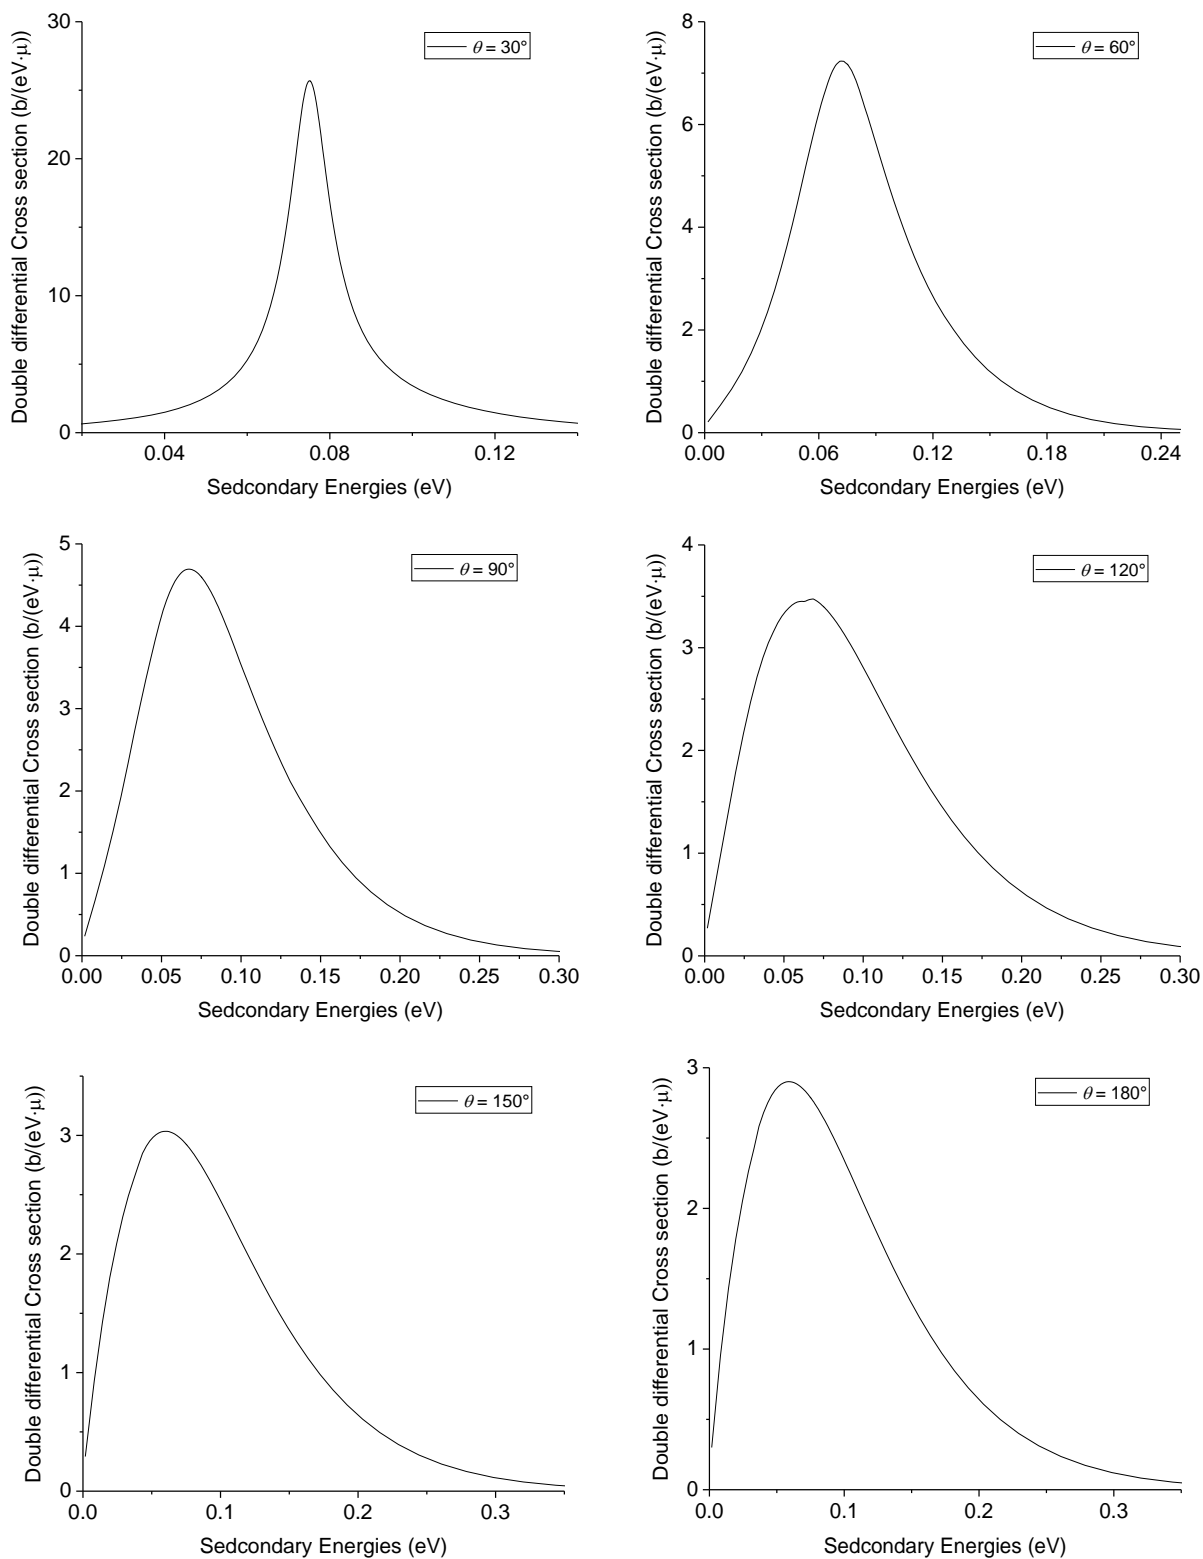 Double differential Cross section (b/(eV·μ))
30
20
10
0
θ = 30°
0.04 0.08 0.12
Sedcondary Energies (eV)
Double differential Cross section (b/(eV·μ))
8
6
4
2
0
θ = 60°
0.00 0.06 0.12 0.18 0.24
Sedcondary Energies (eV)
Double differential Cross section (b/(eV·μ))
5
4
3
2
1
0
θ = 90°
0.00 0.05 0.10 0.15 0.20 0.25 0.30
Sedcondary Energies (eV)
Double differential Cross section (b/(eV·μ))
4
3
2
1
0
θ = 120°
0.00 0.05 0.10 0.15 0.20 0.25 0.30
Sedcondary Energies (eV)
Double differential Cross section (b/(eV·μ))
3
2
1
0
θ = 150°
0.0 0.1 0.2 0.3
Sedcondary Energies (eV)
Double differential Cross section (b/(eV·μ))
3
2
1
0
θ = 180°
0.0 0.1 0.2 0.3
Sedcondary Energies (eV)